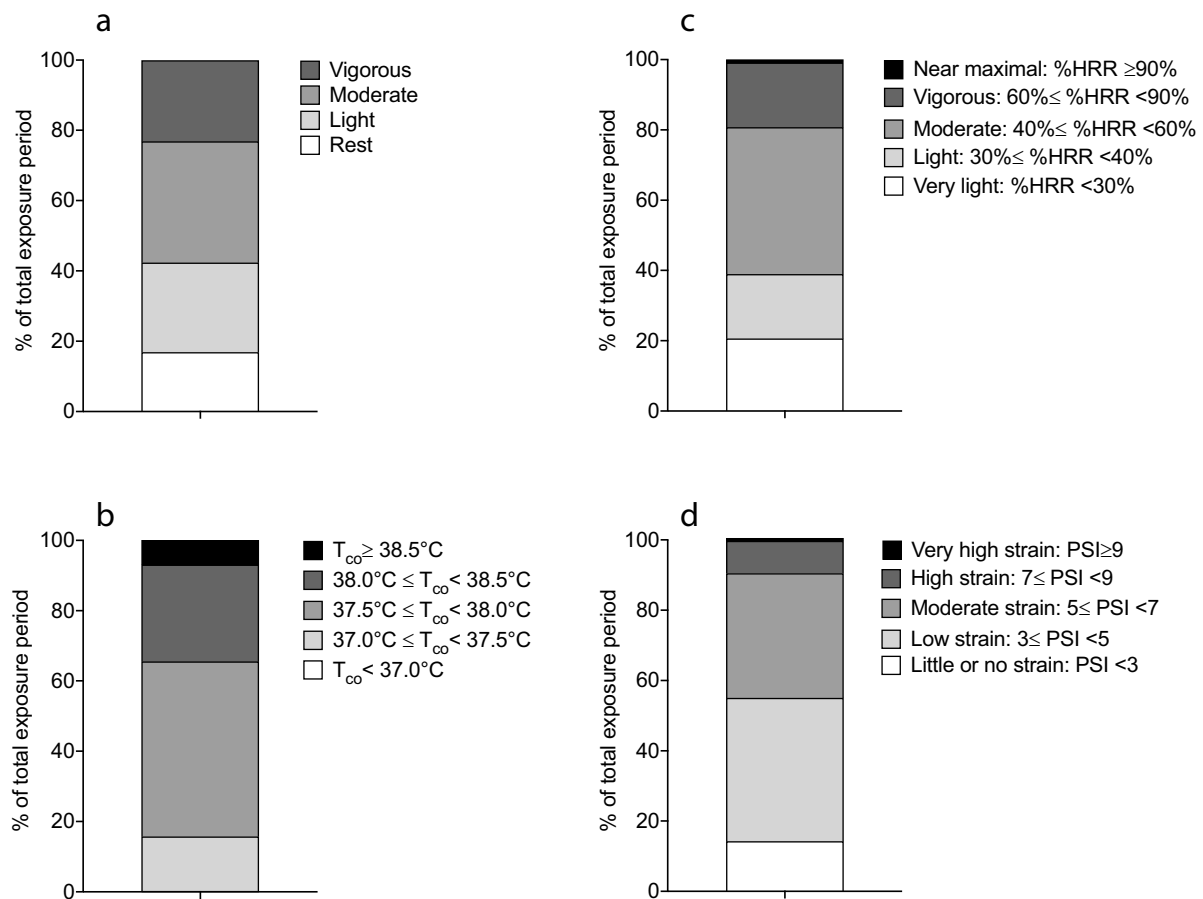 a
% of total exposure period
100
80
60
40
20
0
Vigorous
Moderate
Light
Rest
c
% of total exposure period
100
80
60
40
20
0
Near maximal: %HRR ≥90%
Vigorous: 60%≤ %HRR <90%
Moderate: 40%≤ %HRR <60%
Light: 30%≤ %HRR <40%
Very light: %HRR <30%
b
% of total exposure period
100
80
60
40
20
0
Tco≥ 38.5°C
38.0°C ≤ Tco< 38.5°C
37.5°C ≤ Tco< 38.0°C
37.0°C ≤ Tco< 37.5°C
Tco< 37.0°C
d
% of total exposure period
100
80
60
40
20
0
Very high strain: PSI≥9
High strain: 7≤ PSI <9
Moderate strain: 5≤ PSI <7
Low strain: 3≤ PSI <5
Little or no strain: PSI <3